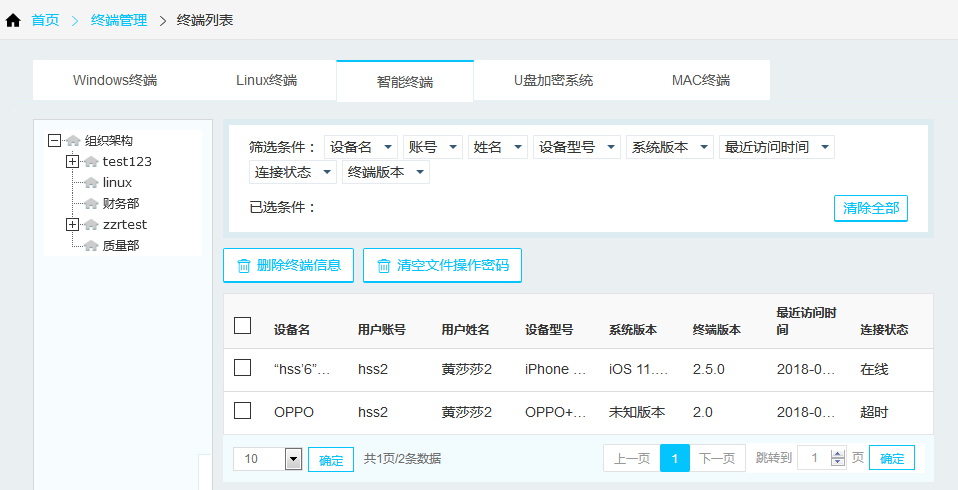 首页 > 终端管理 > 终端列表
Windows终端 Linux终端 智能终端 U盘加密系统 MAC终端
组织架构
test123
linux
财务部
zzrtest
质量部
筛选条件： 设备名 账号 姓名 设备型号 系统版本 最近访问时间
连接状态 终端版本
已选条件： 清除全部
删除终端信息 清空文件操作密码
设备名 用户账号 用户姓名 设备型号 系统版本 终端版本 最近访问时间 连接状态
“hss’6”... hss2 黄莎莎2 iPhone ... iOS 11.... 2.5.0 2018-0... 在线
OPPO hss2 黄莎莎2 OPPO+... 未知版本 2.0 2018-0... 超时
10 确定 共1页/2条数据 上一页 1 下一页 跳转到 1 页 确定